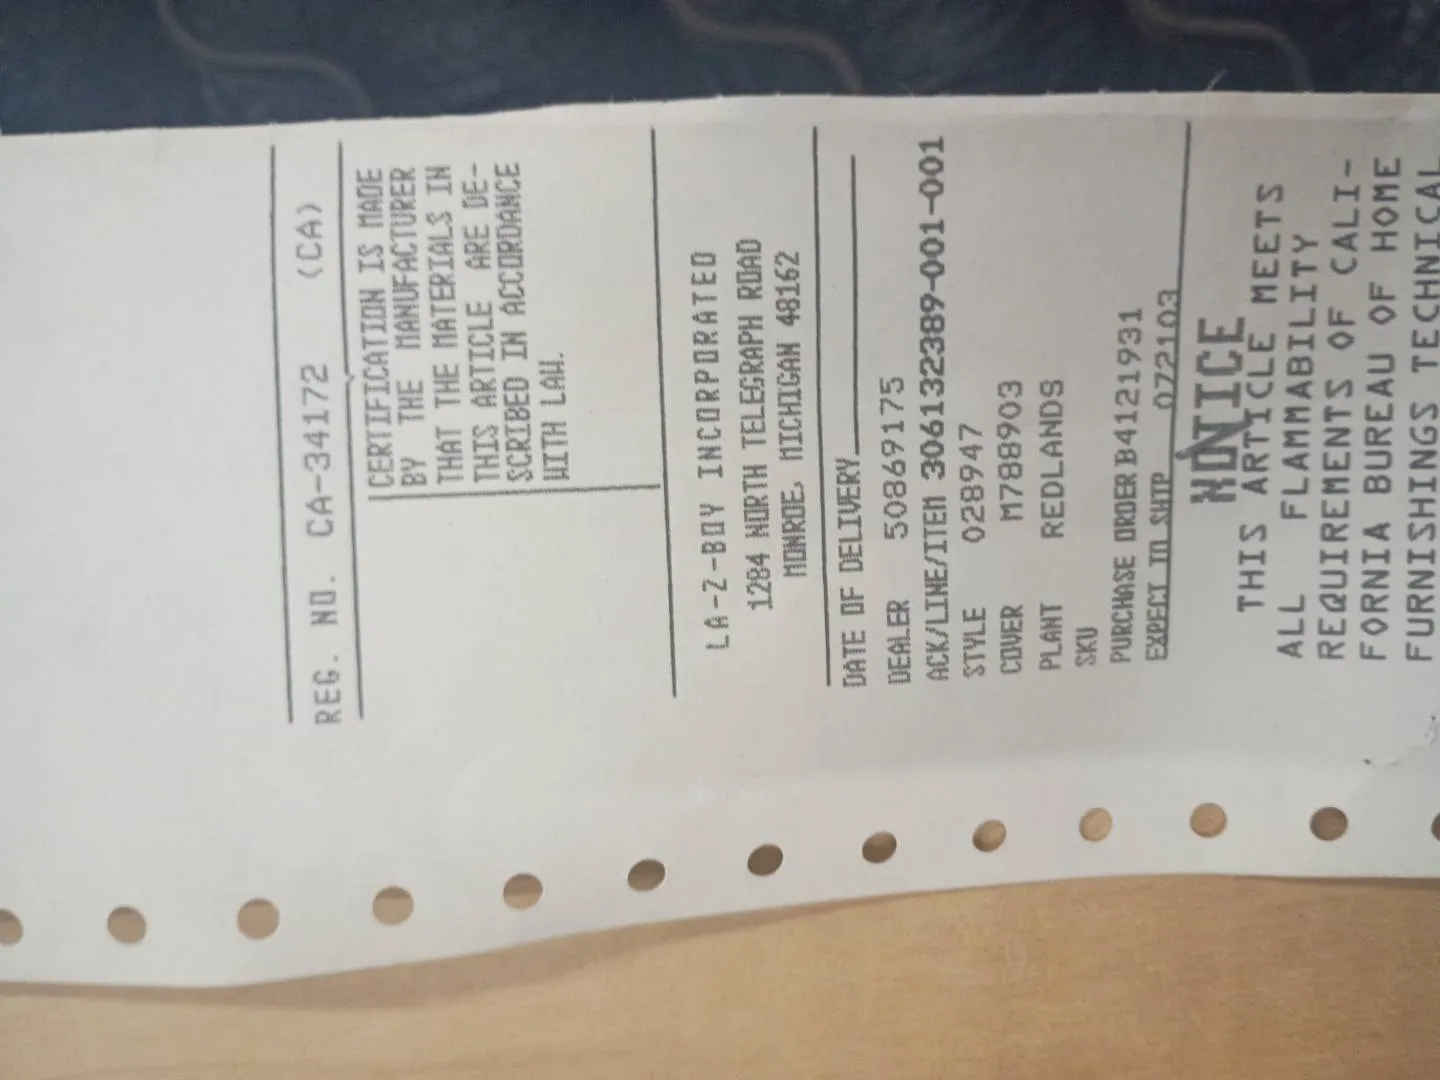 REG. NO. CA-34172 (CA)
CERTIFICATION IS MADE
BY THE MANUFACTURER
THAT THE MATERIALS IN
THIS ARTICLE ARE DE-
SCRIBED IN ACCORDANCE
WITH LAW.
LA-Z-BOY INCORPORATED
1284 NORTH TELEGRAPH ROAD
MONROE, MICHIGAN 48162
DATE OF DELIVERY
DEALER 50869175
ACK/LINE/ITEM 306132389-001-001
STYLE 028947
COVER M788903
PLANT REDLANDS
SKU
PURCHASE ORDER B4121931
EXPECT TO SHIP 072103
NOTICE
THIS ARTICLE MEETS
ALL FLAMMABILITY
REQUIREMENTS OF CALI-
FORNIA BUREAU OF HOME
FURNISHINGS TECHNICAL